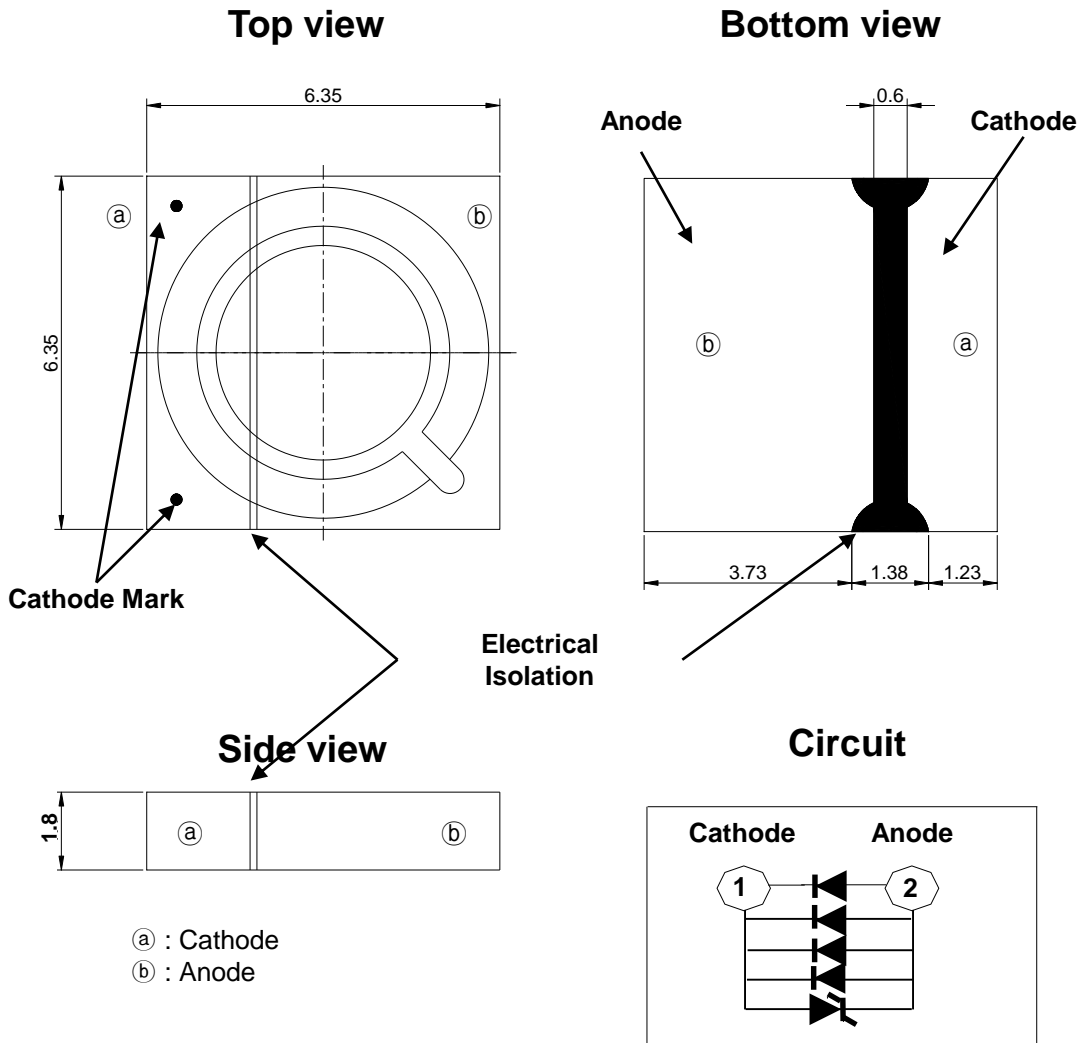 Top view
Bottom view
6.35
0.6
Anode
Cathode
ⓐ
ⓑ
6.35
ⓑ
ⓐ
Cathode Mark
3.73
1.38
1.23
Electrical
Isolation
Side view
Circuit
1.8
ⓐ
ⓑ
Cathode
Anode
1
2
ⓐ : Cathode
ⓑ : Anode